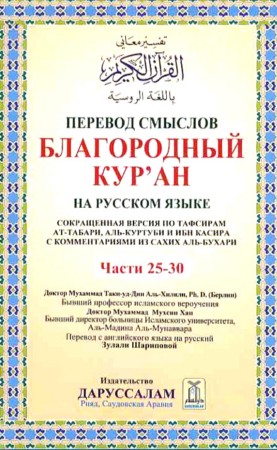 تفسير معاني
القرآن الكريم
باللغة الروسية
ПЕРЕВОД СМЫСЛОВ
БЛАГОРОДНЫЙ
КУР’АН
НА РУССКОМ ЯЗЫКЕ
СОКРАЩЕННАЯ ВЕРСИЯ ПО ТАФСИРАМ
АТ-ТАБАРИ, АЛЬ-КУРТУБИ И ИБН КАСИРА
С КОММЕНТАРИЯМИ ИЗ САХИХ АЛЬ-БУХАРИ
Части 25-30
Доктор Мухаммад Таки-уд-Дин Аль-Хилали, Ph. D. (Берлин)
Бывший профессор исламского вероучения
Доктор Мухаммад Мухсин Хан
Бывший директор больницы Исламского университета,
Аль-Мадина Аль-Мунаввара
Перевод с английского языка на русский
Зулали Шариповой
Издательство
ДАРУССАЛАМ
Рияд, Саудовская Аравия